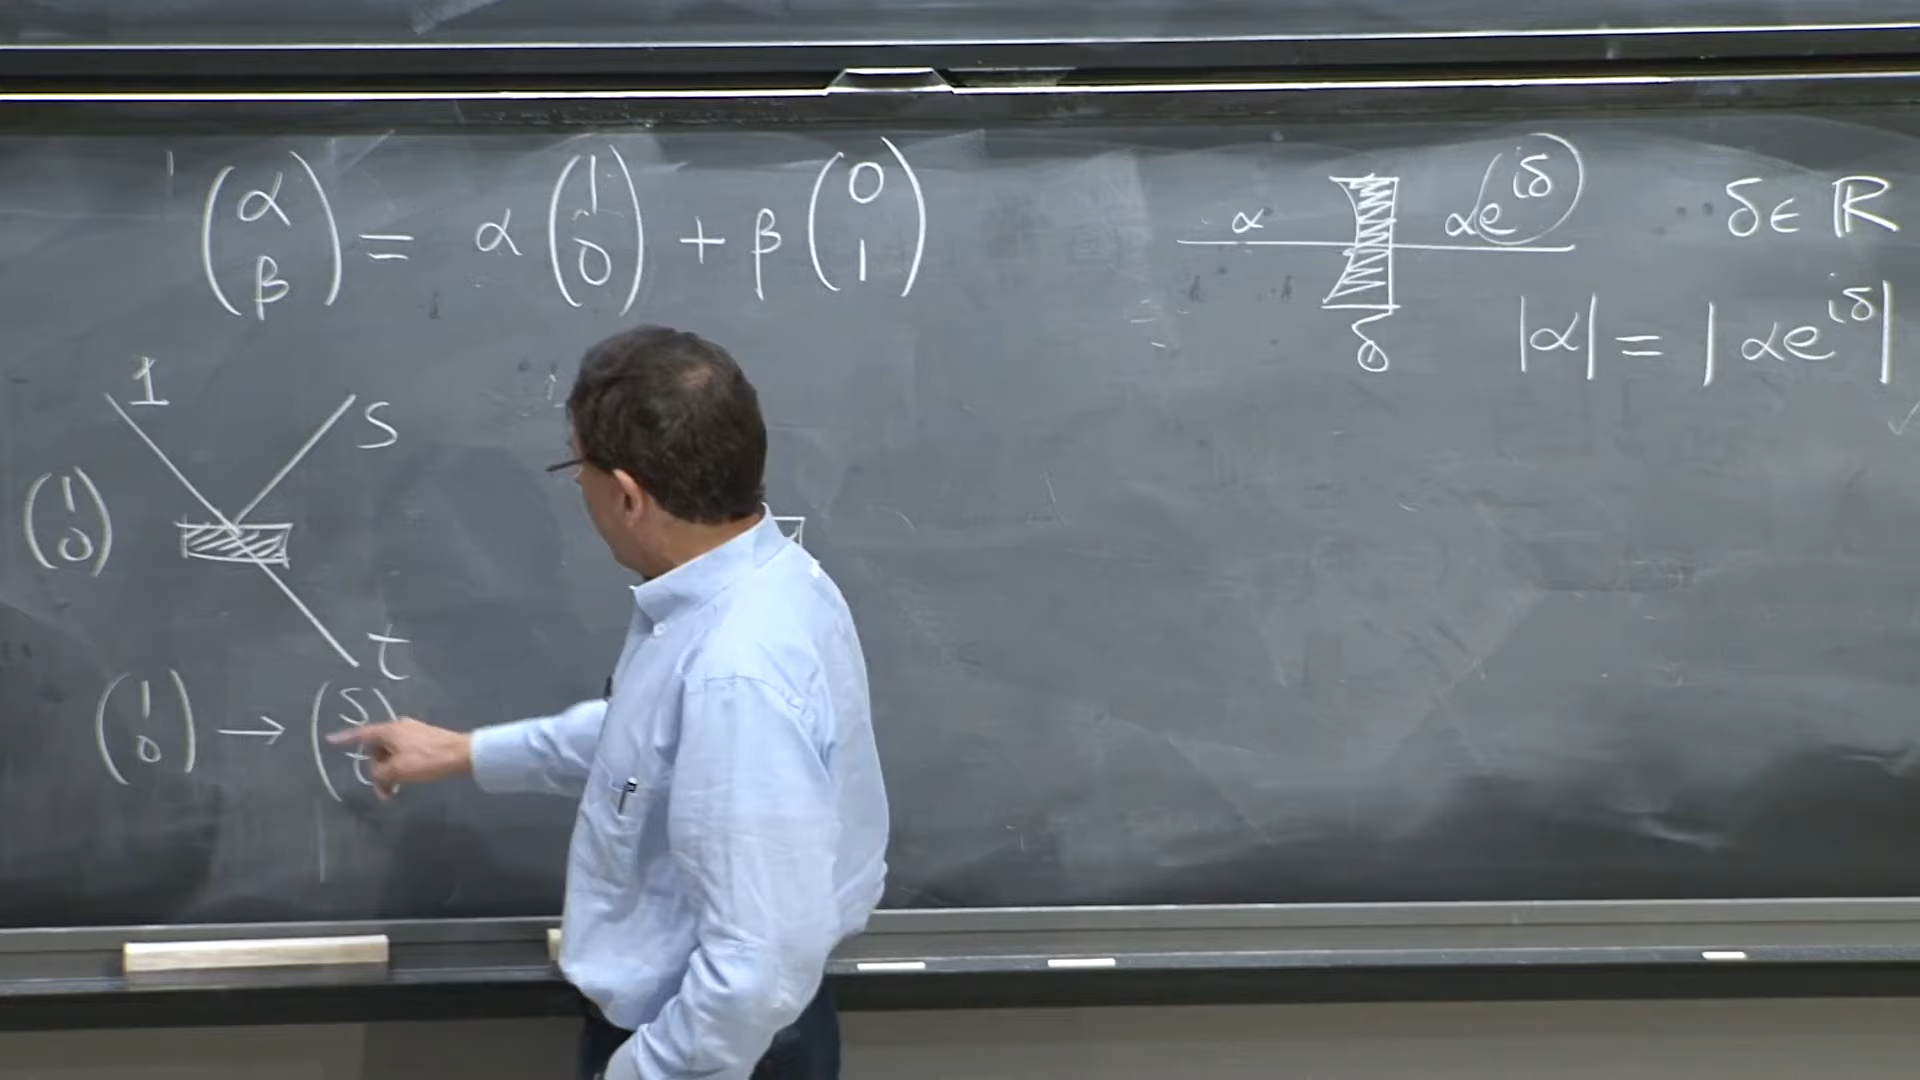 (α β) = α (1 0) + β (0 1)
α αe^{iδ} δ ∈ ℝ
δ |α| = |αe^{iδ}|
1 S
(1 0)
t
(1 0) → (S t)